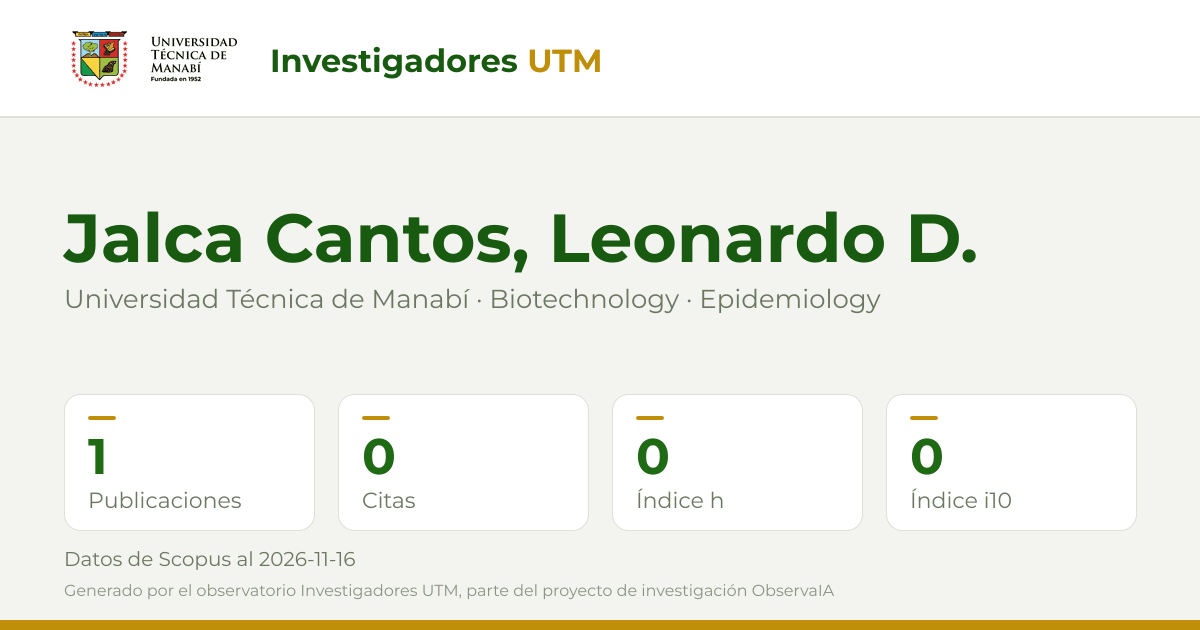 UNIVERSIDAD
TÉCNICA DE
MANABÍ
Fundada en 1952
Investigadores UTM
Jalca Cantos, Leonardo D.
Universidad Técnica de Manabí · Biotechnology · Epidemiology
1
Publicaciones
0
Citas
0
Índice h
0
Índice i10
Datos de Scopus al 2026-11-16
Generado por el observatorio Investigadores UTM, parte del proyecto de investigación ObservaIA